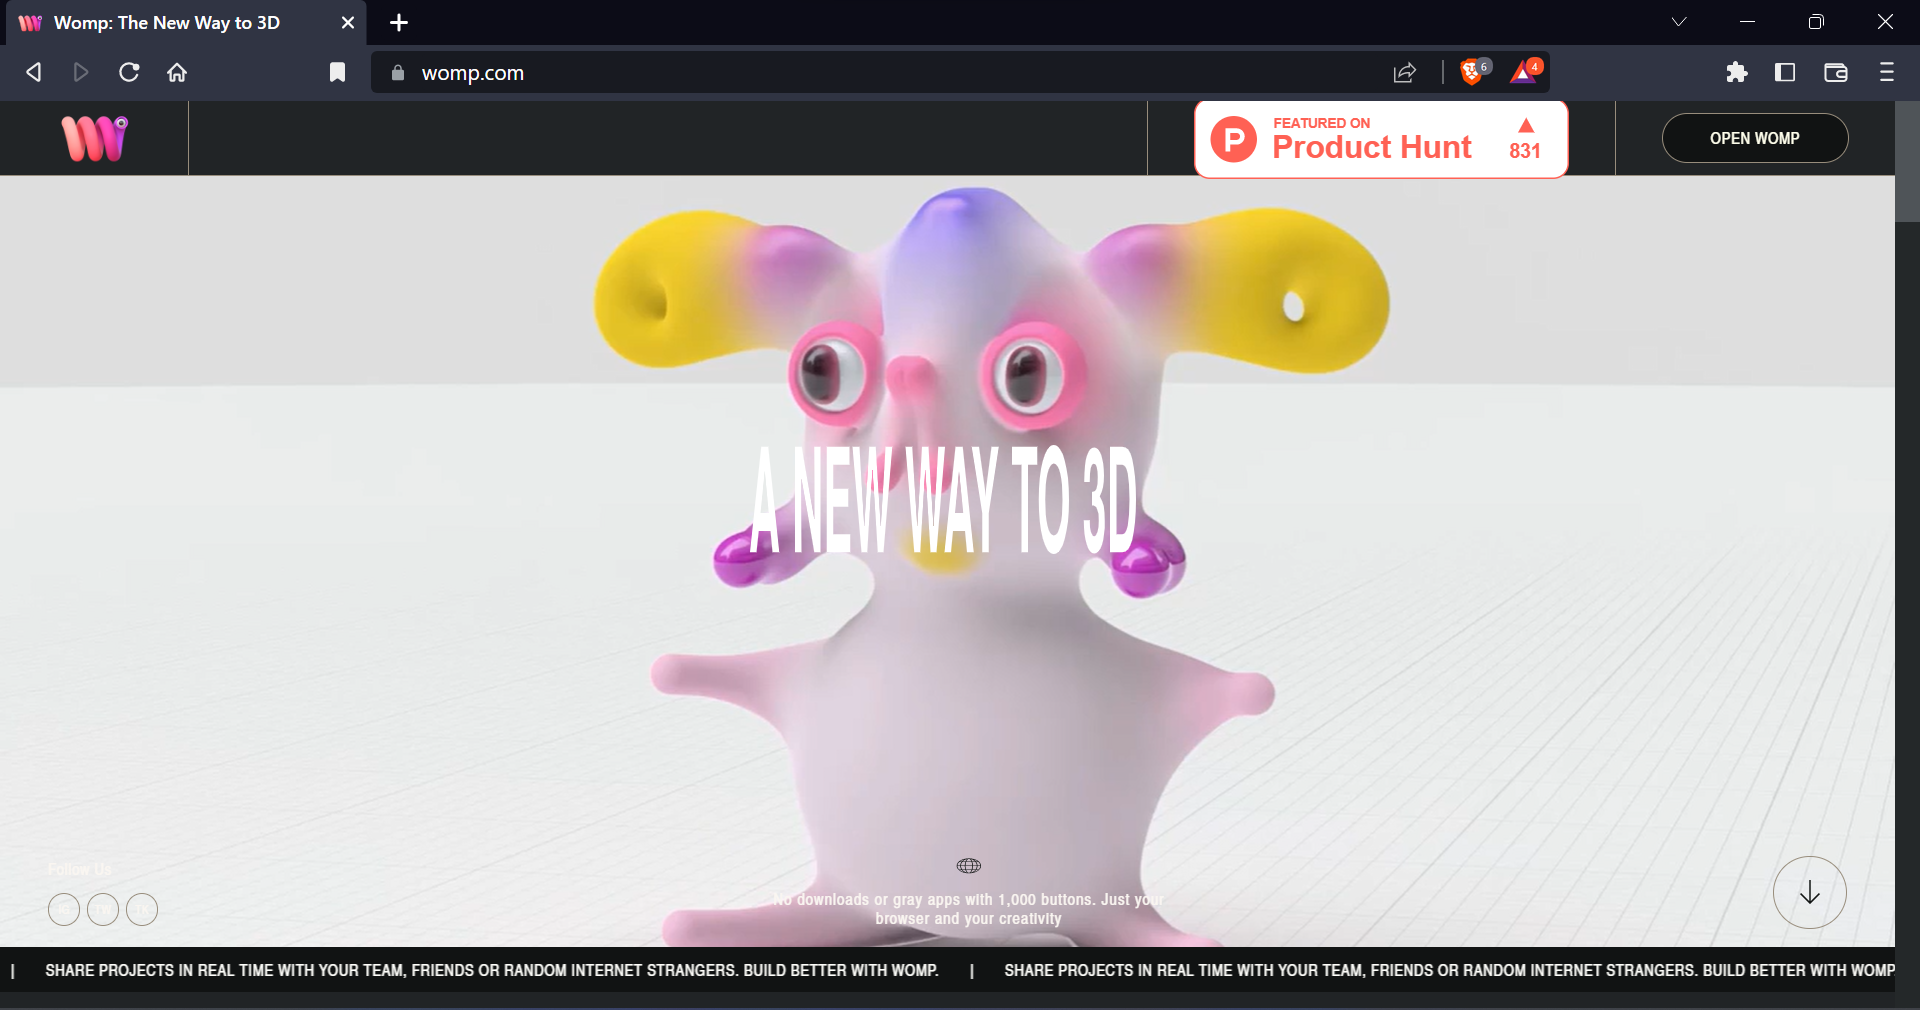 Womp: The New Way to 3D
womp.com
6
4
FEATURED ON
P
Product Hunt
831
OPEN WOMP
A NEW WAY TO 3D
Follow Us
IG
TW
TK
No downloads or gray apps with 1,000 buttons. Just your
browser and your creativity
| SHARE PROJECTS IN REAL TIME WITH YOUR TEAM, FRIENDS OR RANDOM INTERNET STRANGERS. BUILD BETTER WITH WOMP. | SHARE PROJECTS IN REAL TIME WITH YOUR TEAM, FRIENDS OR RANDOM INTERNET STRANGERS. BUILD BETTER WITH WOMP.